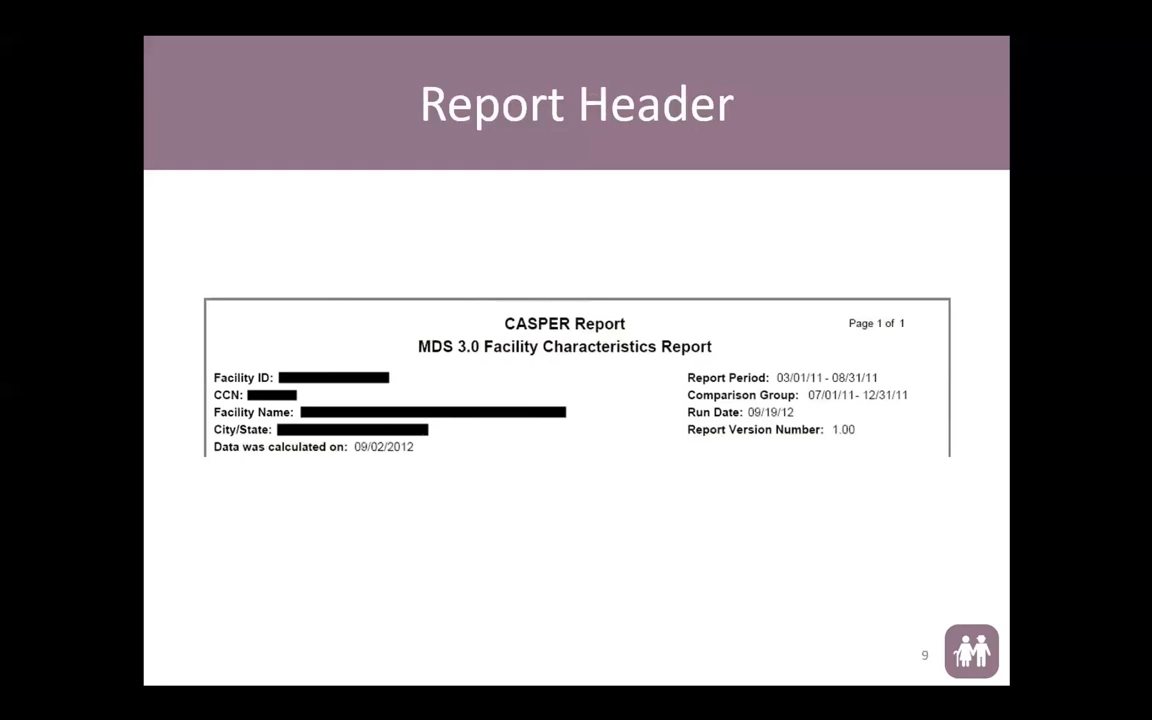 Report Header
CASPER Report
Page 1 of 1
MDS 3.0 Facility Characteristics Report
Facility ID:
CCN:
Facility Name:
City/State:
Data was calculated on: 09/02/2012
Report Period: 03/01/11 - 08/31/11
Comparison Group: 07/01/11- 12/31/11
Run Date: 09/19/12
Report Version Number: 1.00
9